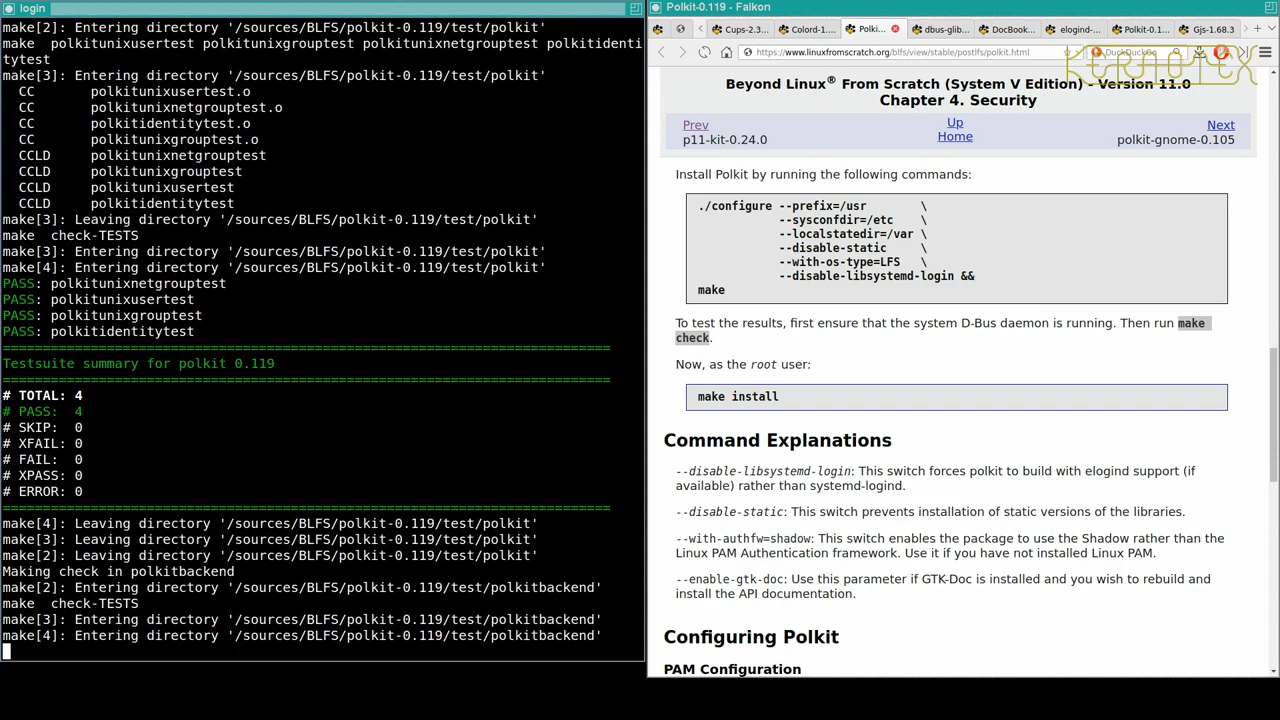 login
make[2]: Entering directory '/sources/BLFS/polkit-0.119/test/polkit'
make  polkitunixusertest polkitunixgrouptest polkitunixnetgrouptest polkitidenti
tytest
make[3]: Entering directory '/sources/BLFS/polkit-0.119/test/polkit'
  CC       polkitunixusertest.o
  CC       polkitunixnetgrouptest.o
  CC       polkitidentitytest.o
  CC       polkitunixgrouptest.o
  CCLD     polkitunixnetgrouptest
  CCLD     polkitunixgrouptest
  CCLD     polkitunixusertest
  CCLD     polkitidentitytest
make[3]: Leaving directory '/sources/BLFS/polkit-0.119/test/polkit'
make  check-TESTS
make[3]: Entering directory '/sources/BLFS/polkit-0.119/test/polkit'
make[4]: Entering directory '/sources/BLFS/polkit-0.119/test/polkit'
PASS: polkitunixnetgrouptest
PASS: polkitunixusertest
PASS: polkitunixgrouptest
PASS: polkitidentitytest
============================================================================
Testsuite summary for polkit 0.119
============================================================================
# TOTAL: 4
# PASS:  4
# SKIP:  0
# XFAIL: 0
# FAIL:  0
# XPASS: 0
# ERROR: 0
============================================================================
make[4]: Leaving directory '/sources/BLFS/polkit-0.119/test/polkit'
make[3]: Leaving directory '/sources/BLFS/polkit-0.119/test/polkit'
make[2]: Leaving directory '/sources/BLFS/polkit-0.119/test/polkit'
Making check in polkitbackend
make[2]: Entering directory '/sources/BLFS/polkit-0.119/test/polkitbackend'
make  check-TESTS
make[3]: Entering directory '/sources/BLFS/polkit-0.119/test/polkitbackend'
make[4]: Entering directory '/sources/BLFS/polkit-0.119/test/polkitbackend'
Polkit-0.119 - Falkon
Cups-2.3... Colord-1.... Polki... dbus-glib... DocBook... elogind-... Polkit-0.1... Gjs-1.68.3
https://www.linuxfromscratch.org/blfs/view/stable/postlfs/polkit.html DuckDuckGo
KERNOTEX
Beyond Linux® From Scratch (System V Edition) - Version 11.0
Chapter 4. Security
Prev Up Next
p11-kit-0.24.0 Home polkit-gnome-0.105
Install Polkit by running the following commands:
./configure --prefix=/usr       \
            --sysconfdir=/etc   \
            --localstatedir=/var \
            --disable-static    \
            --with-os-type=LFS  \
            --disable-libsystemd-login &&
make
To test the results, first ensure that the system D-Bus daemon is running. Then run make
check.
Now, as the root user:
make install
Command Explanations
--disable-libsystemd-login: This switch forces polkit to build with elogind support (if
available) rather than systemd-logind.
--disable-static: This switch prevents installation of static versions of the libraries.
--with-authfw=shadow: This switch enables the package to use the Shadow rather than the
Linux PAM Authentication framework. Use it if you have not installed Linux PAM.
--enable-gtk-doc: Use this parameter if GTK-Doc is installed and you wish to rebuild and
install the API documentation.
Configuring Polkit
PAM Configuration